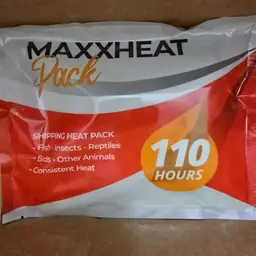 MAXXHEAT
Pack
SHIPPING HEAT PACK
- Fish - Insects - Reptiles
- Birds - Other Animals
- Consistent Heat
110
HOURS